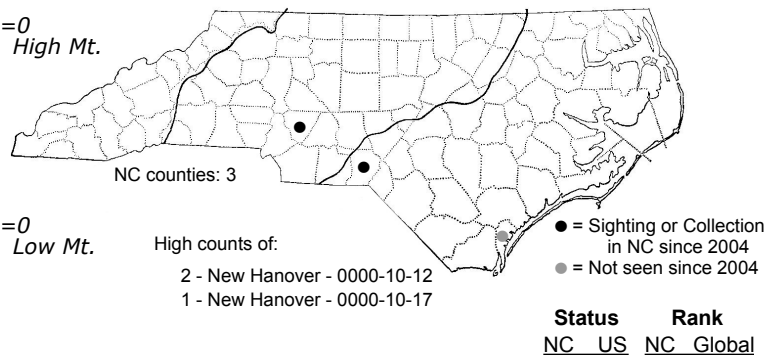 =0
High Mt.
NC counties: 3
=0
Low Mt.
High counts of:
2 - New Hanover - 0000-10-12
1 - New Hanover - 0000-10-17
= Sighting or Collection
in NC since 2004
= Not seen since 2004
Status Rank
NC US NC Global